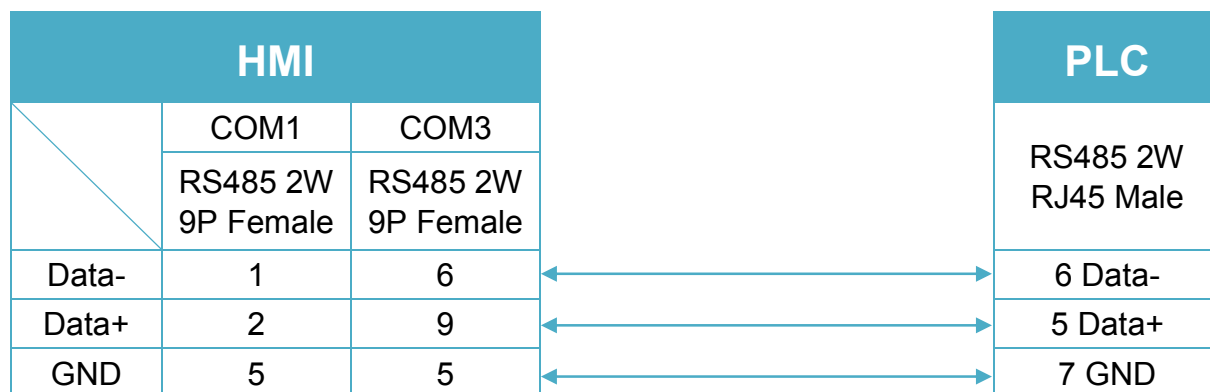 HMI PLC
COM1 COM3
RS485 2W RS485 2W RS485 2W
9P Female 9P Female RJ45 Male
Data- 1 6 6 Data-
Data+ 2 9 5 Data+
GND 5 5 7 GND